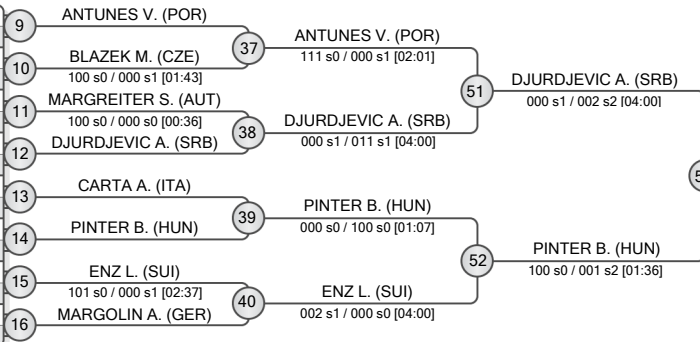 9
ANTUNES V. (POR)
37
ANTUNES V. (POR)
111 s0 / 000 s1 [02:01]
10
BLAZEK M. (CZE)
100 s0 / 000 s1 [01:43]
51
DJURDJEVIC A. (SRB)
000 s1 / 002 s2 [04:00]
11
MARGREITER S. (AUT)
100 s0 / 000 s0 [00:36]
38
DJURDJEVIC A. (SRB)
000 s1 / 011 s1 [04:00]
12
DJURDJEVIC A. (SRB)
13
CARTA A. (ITA)
39
PINTER B. (HUN)
000 s0 / 100 s0 [01:07]
14
PINTER B. (HUN)
52
PINTER B. (HUN)
100 s0 / 001 s2 [01:36]
15
ENZ L. (SUI)
101 s0 / 000 s1 [02:37]
40
ENZ L. (SUI)
002 s1 / 000 s0 [04:00]
16
MARGOLIN A. (GER)